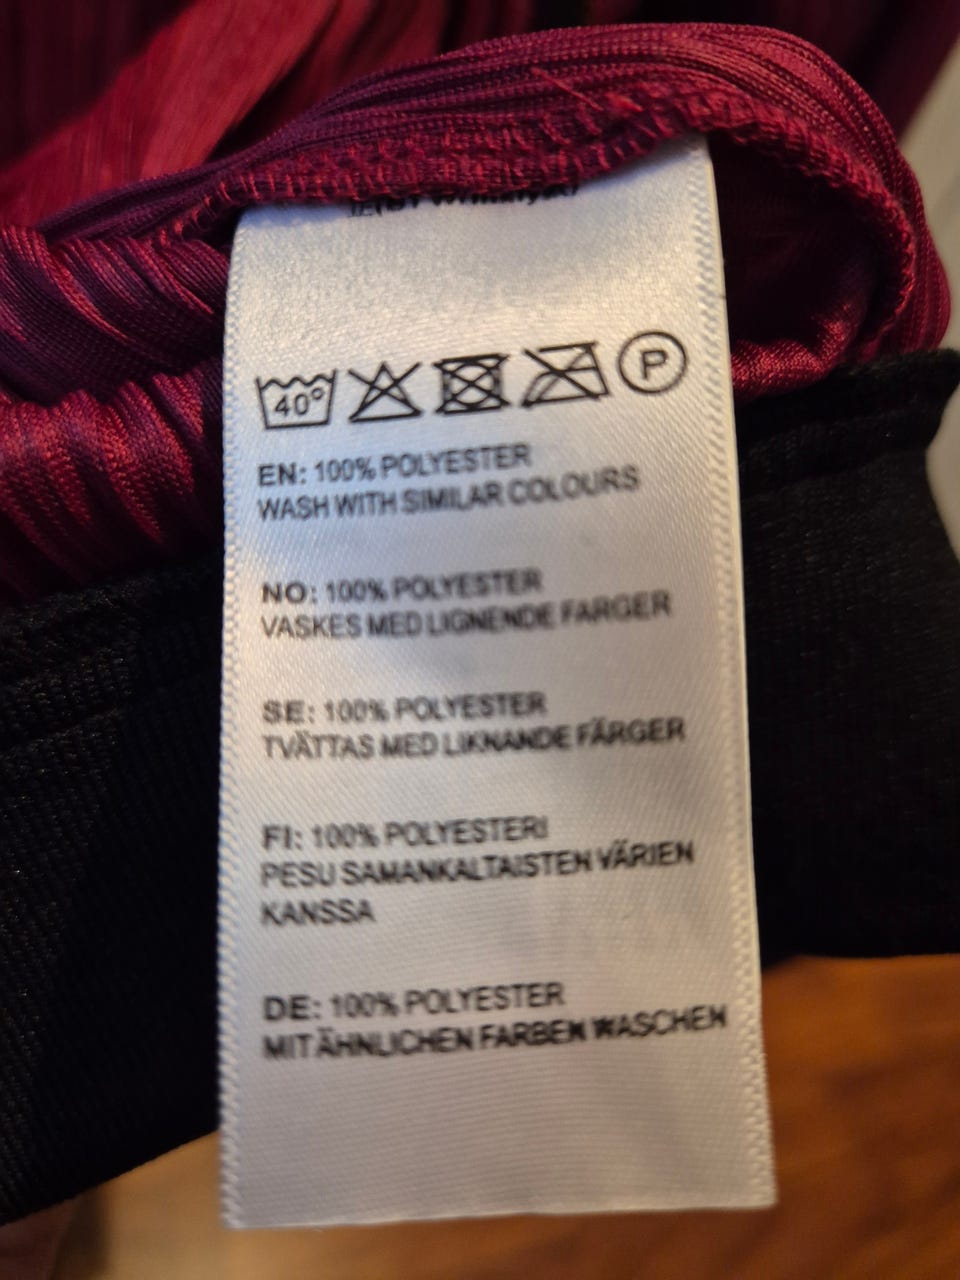 40°
P
EN: 100% POLYESTER
WASH WITH SIMILAR COLOURS
NO: 100% POLYESTER
VASKES MED LIGNENDE FARGER
SE: 100% POLYESTER
TVÄTTAS MED LIKNANDE FÄRGER
FI: 100% POLYESTERI
PESU SAMANKALTAISTEN VÄRIEN
KANSSA
DE: 100% POLYESTER
MIT ÄHNLICHEN FARBEN WASCHEN